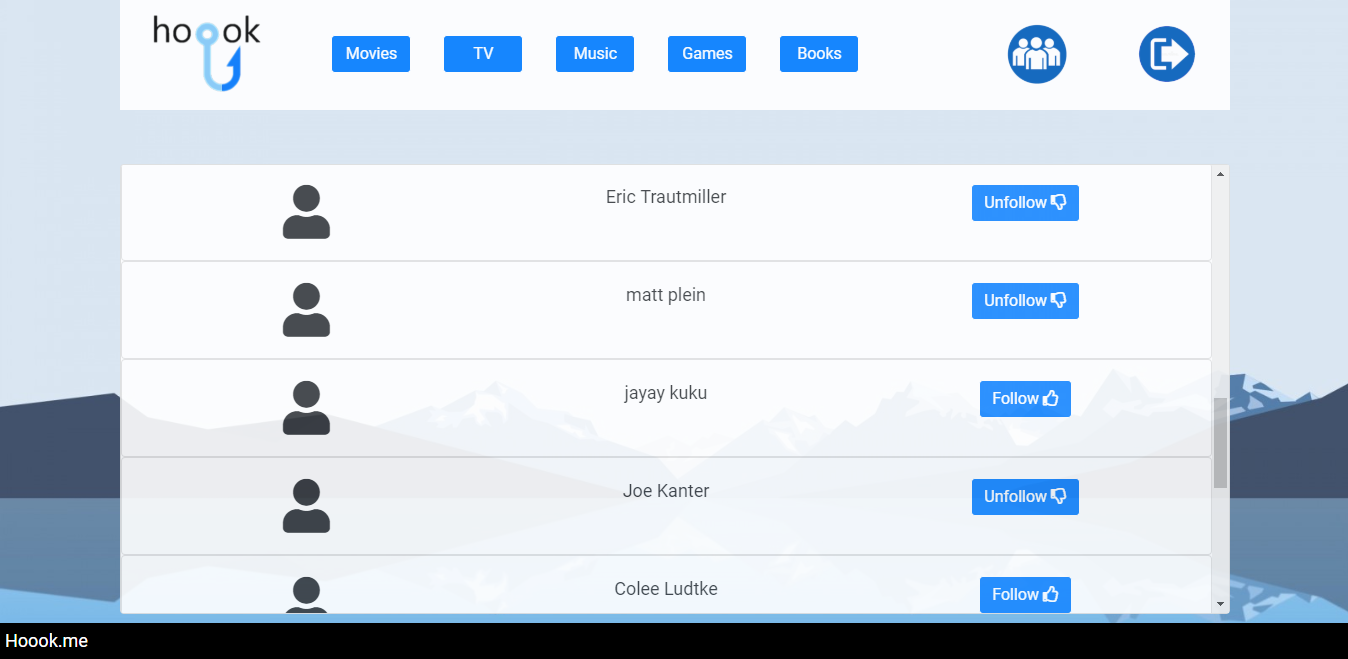 hoook
Movies
TV
Music
Games
Books
Eric Trautmiller
Unfollow
matt plein
Unfollow
jayay kuku
Follow
Joe Kanter
Unfollow
Colee Ludtke
Follow
Hoook.me